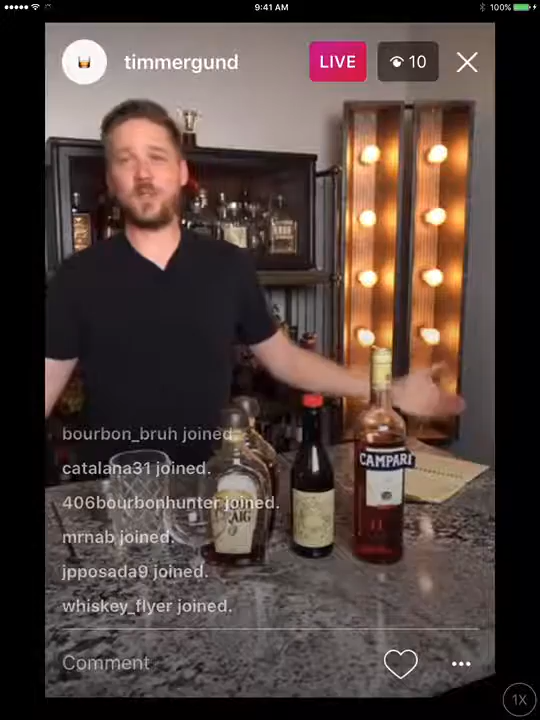 9:41 AM
100%
timmergund
LIVE
10
bourbon_bruh joined.
catalana31 joined.
406bourbonhunter joined.
mrnab joined.
jpposada9 joined.
whiskey_flyer joined.
CAMPARI
AIG
Comment
1X